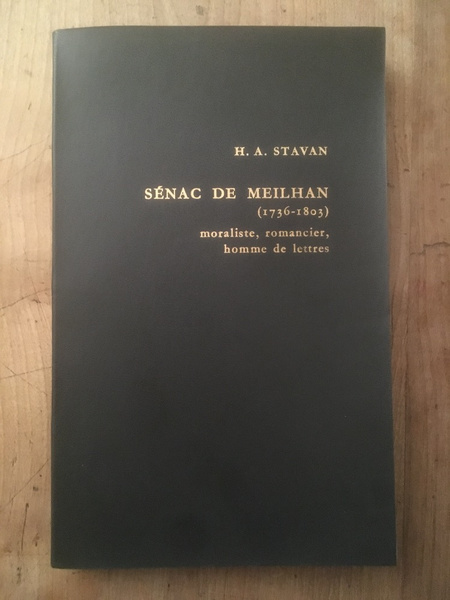 H. A. STAVAN
SÉNAC DE MEILHAN
(1736-1803)
moraliste, romancier,
homme de lettres